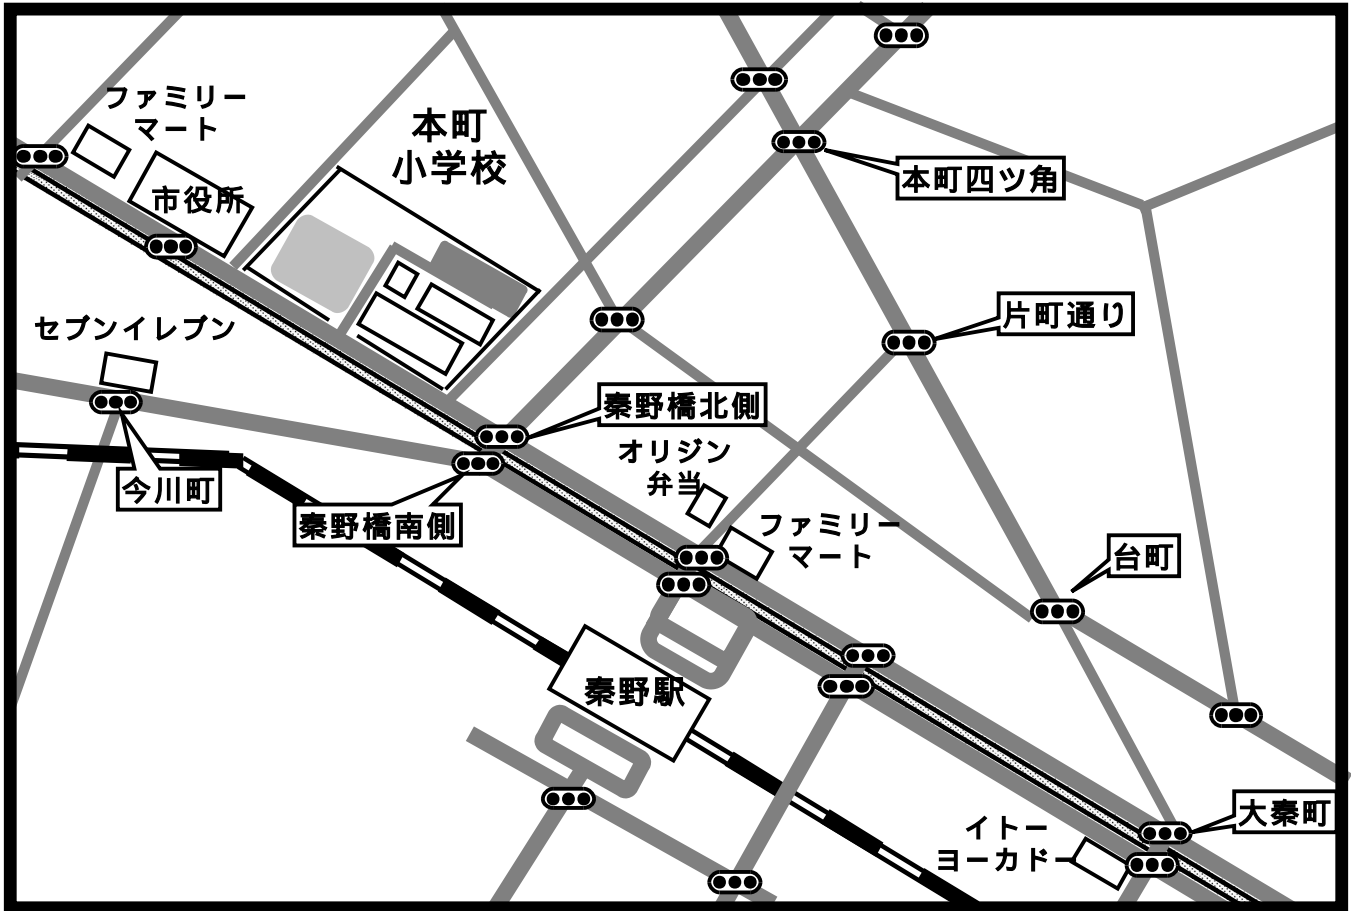 ファミリー
マート
本町
小学校
市役所
本町四ツ角
セブンイレブン
片町通り
秦野橋北側
オリジン
弁当
今川町
秦野橋南側
ファミリー
マート
台町
秦野駅
大秦町
イトー
ヨーカドー